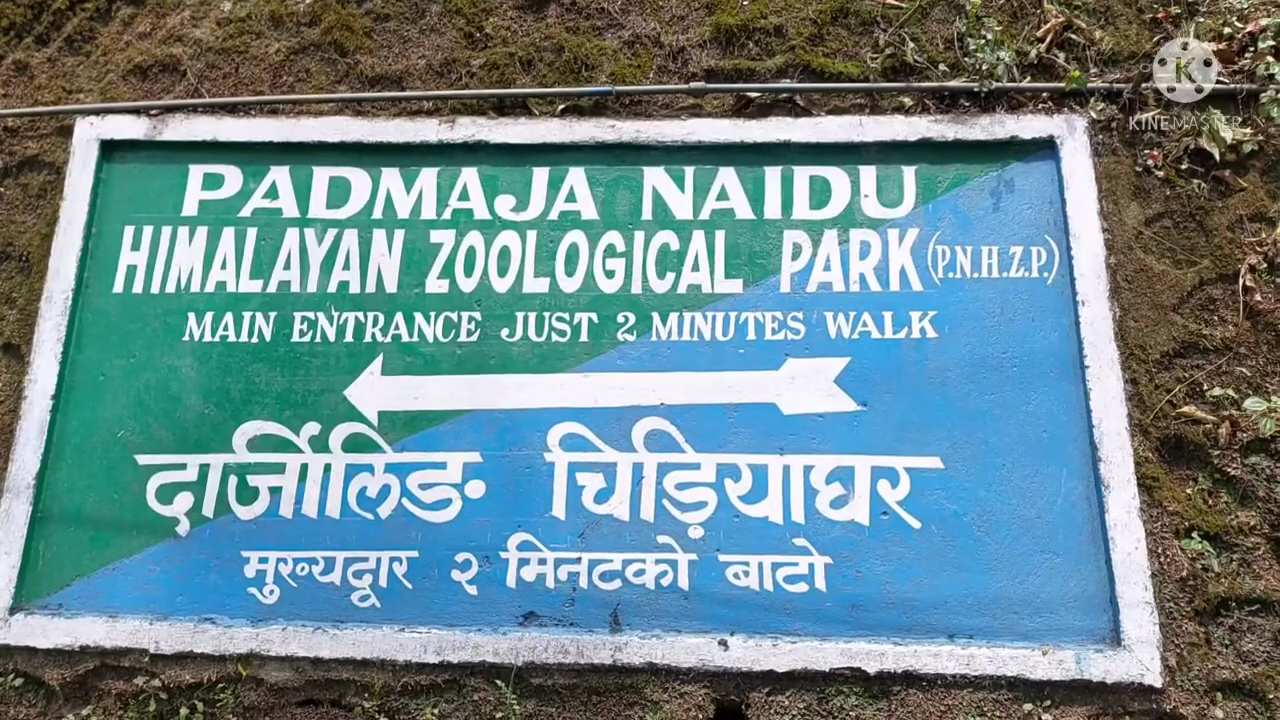 K
KINEMASTER
PADMAJA NAIDU
HIMALAYAN ZOOLOGICAL PARK (P.N.H.Z.P.)
MAIN ENTRANCE JUST 2 MINUTES WALK
दार्जीलिङ चिड़ियाघर
मुख्यद्वार २ मिनटको बाटो